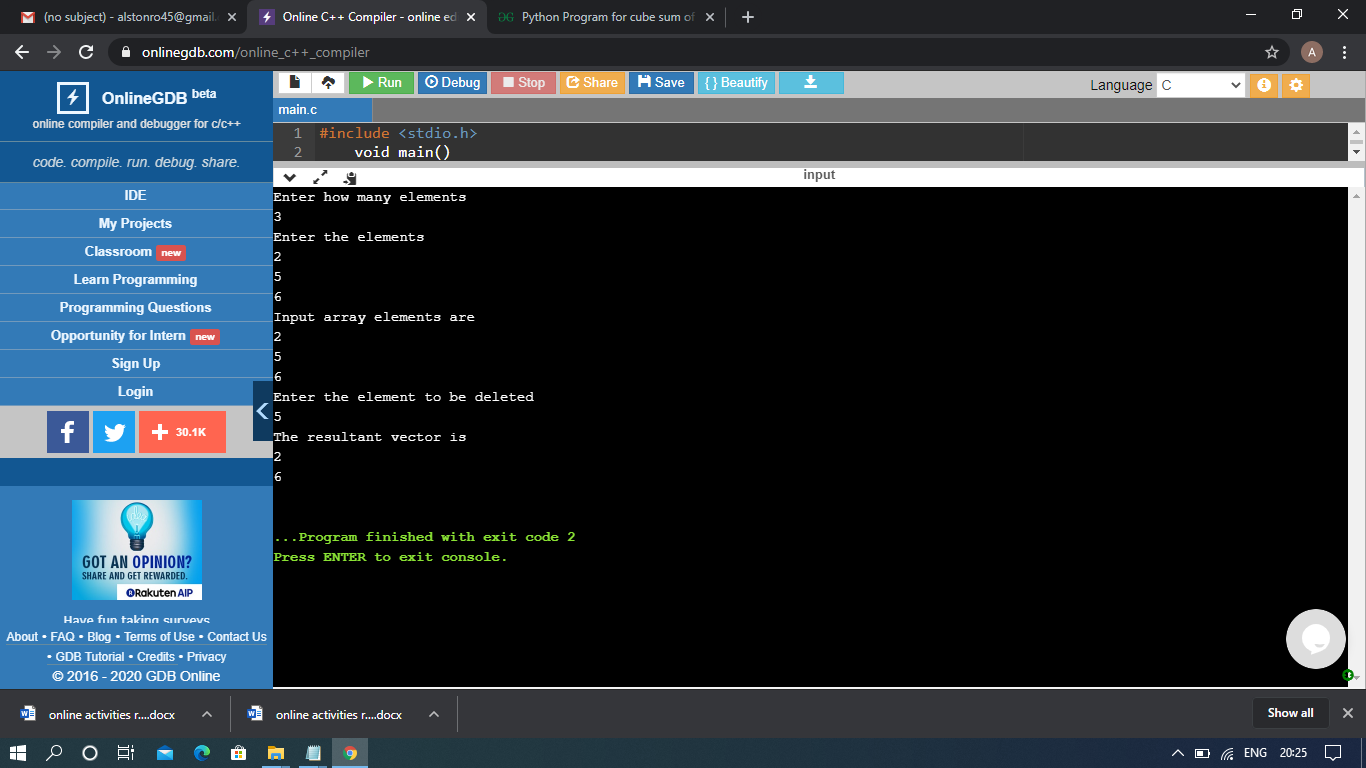 (no subject) - alstonro45@gmail.
Online C++ Compiler - online ed
Python Program for cube sum of
onlinegdb.com/online_c++_compiler
A
OnlineGDB beta
online compiler and debugger for c/c++
code. compile. run. debug. share.
IDE
My Projects
Classroom new
Learn Programming
Programming Questions
Opportunity for Intern new
Sign Up
Login
f
+ 30.1K
GOT AN OPINION?
SHARE AND GET REWARDED.
Rakuten AIP
Have fun taking surveys
About • FAQ • Blog • Terms of Use • Contact Us
• GDB Tutorial • Credits • Privacy
© 2016 - 2020 GDB Online
Run Debug Stop Share Save { } Beautify
Language C
main.c
1 #include <stdio.h>
2 void main()
input
Enter how many elements
3
Enter the elements
2
5
6
Input array elements are
2
5
6
Enter the element to be deleted
5
The resultant vector is
2
6
...Program finished with exit code 2
Press ENTER to exit console.
online activities r....docx
online activities r....docx
Show all
ENG 20:25